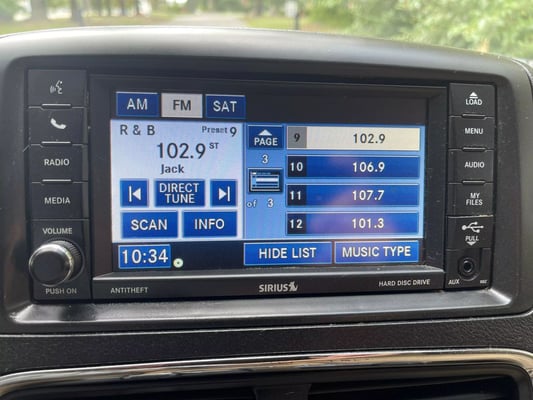 AM FM SAT
R & B Preset 9
102.9 ST
Jack
DIRECT
TUNE
SCAN INFO
10:34
PAGE
3
of 3
9 102.9
10 106.9
11 107.7
12 101.3
HIDE LIST MUSIC TYPE
RADIO
MEDIA
VOLUME
PUSH ON
LOAD
MENU
AUDIO
MY
FILES
PULL
AUX REC
ANTITHEFT SIRIUS HARD DISC DRIVE